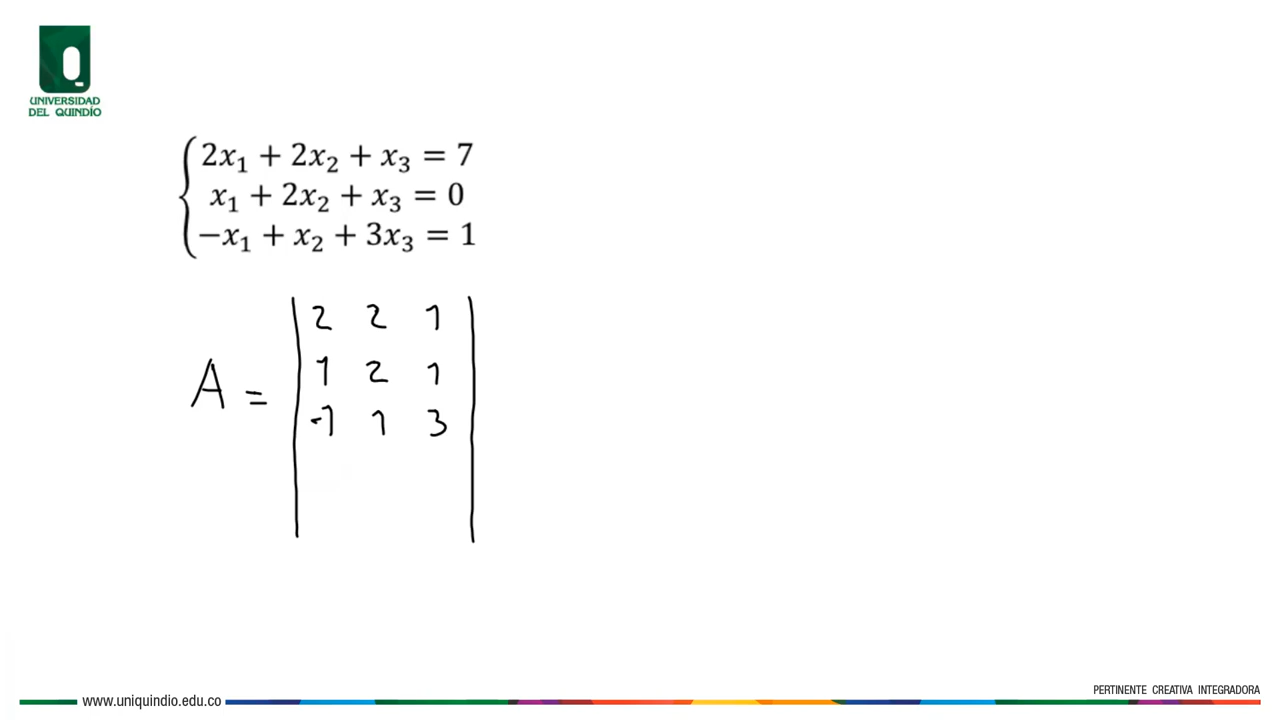 UNIVERSIDAD
DEL QUINDÍO
2x₁ + 2x₂ + x₃ = 7
x₁ + 2x₂ + x₃ = 0
−x₁ + x₂ + 3x₃ = 1
2 2 1
1 2 1
A =
-1 1 3
PERTINENTE CREATIVA INTEGRADORA
www.uniquindio.edu.co